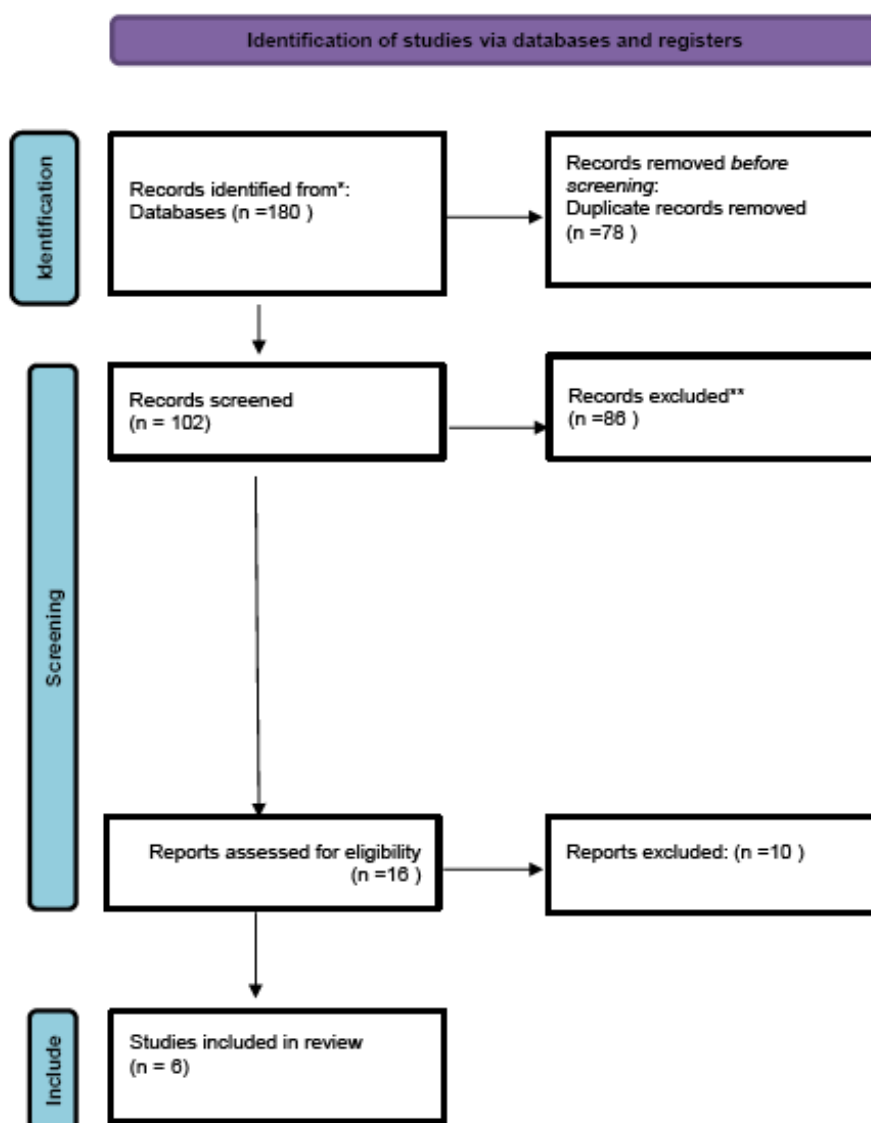 Identification of studies via databases and registers
Identification
Records identified from*:
Databases (n =180 )
Records removed before
screening:
Duplicate records removed
(n =78 )
Screening
Records screened
(n = 102)
Records excluded**
(n =86 )
Reports assessed for eligibility
(n =16 )
Reports excluded: (n =10 )
Include
Studies included in review
(n = 6)